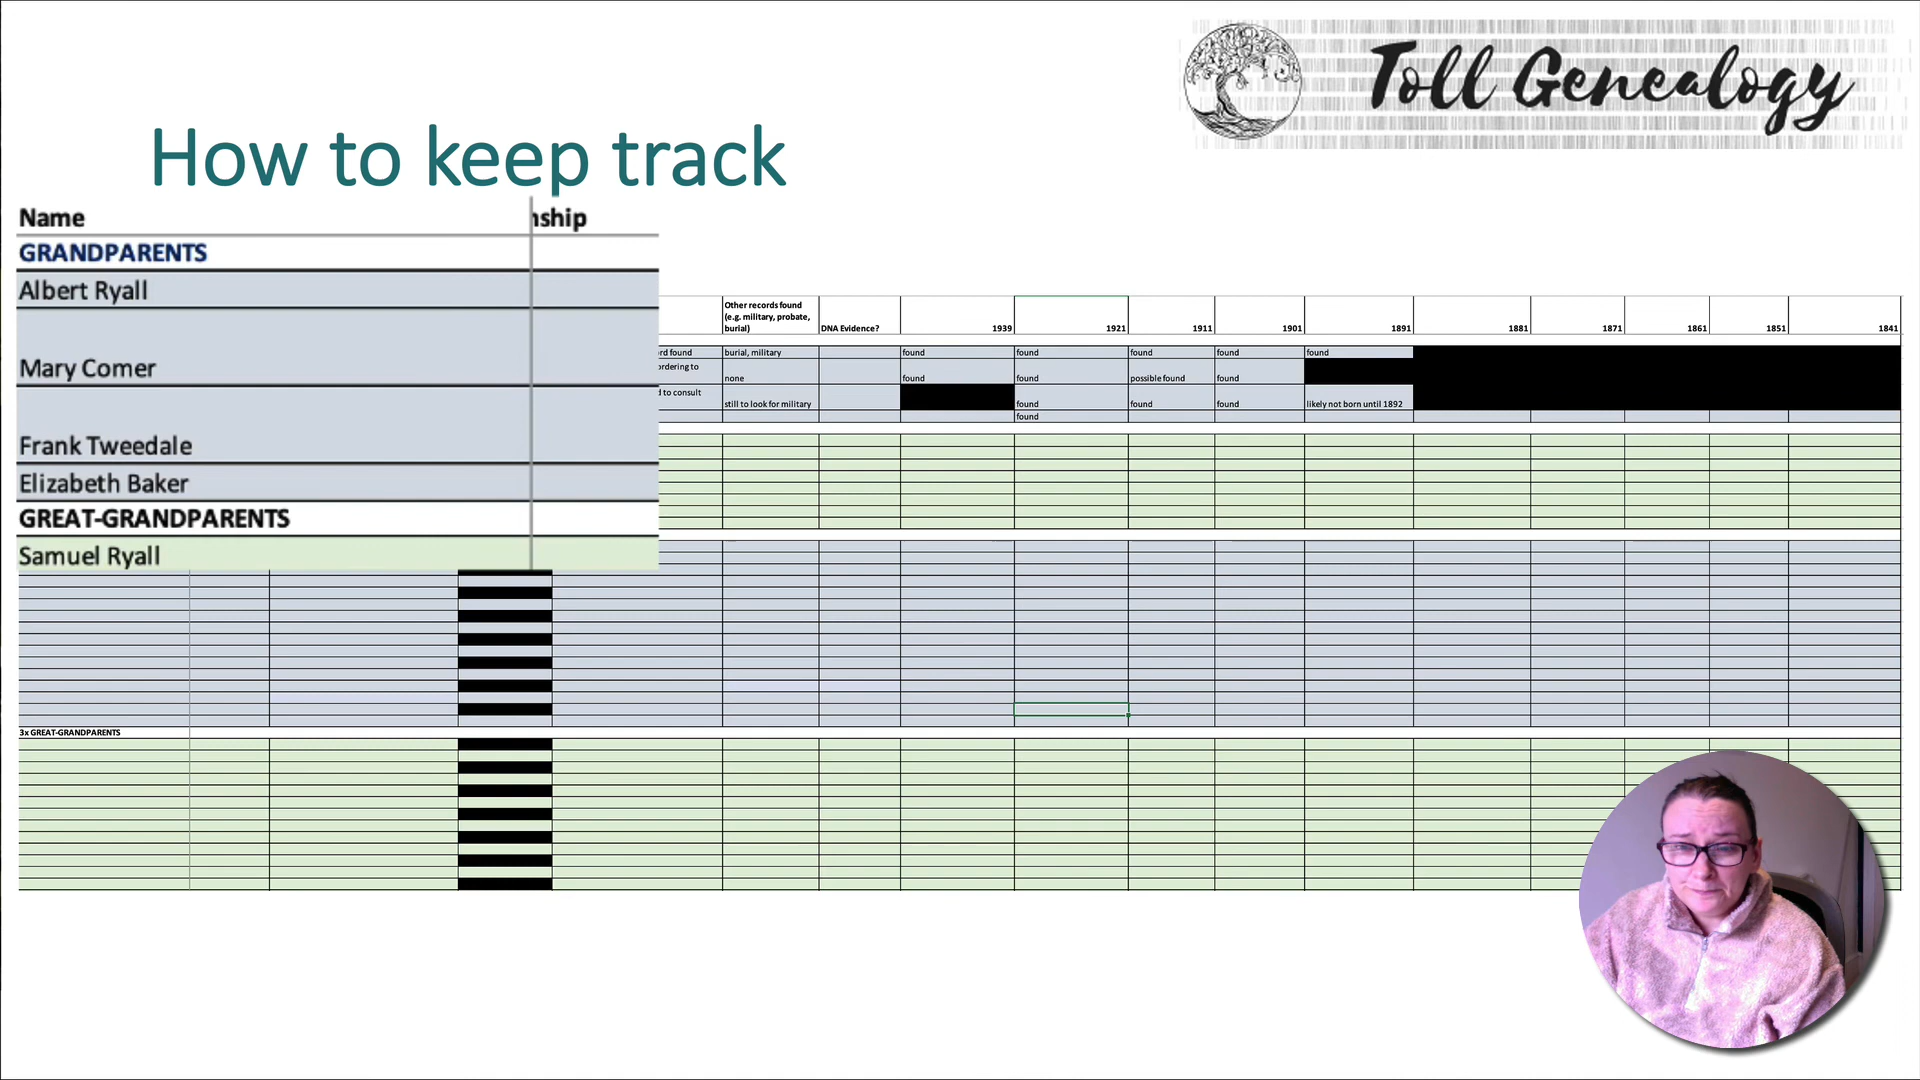 Toll Genealogy
How to keep track
Name nship
GRANDPARENTS
Albert Ryall
Mary Comer
Frank Tweedale
Elizabeth Baker
GREAT-GRANDPARENTS
Samuel Ryall
Other records found
(e.g. military, probate,
burial) DNA Evidence? 1939 1921 1911 1901 1891 1881 1871 1861 1851 1841
rd found burial, military found found found found found
ordering to
none found found possible found found
d to consult
still to look for military found found found likely not born until 1892
found
3x GREAT-GRANDPARENTS